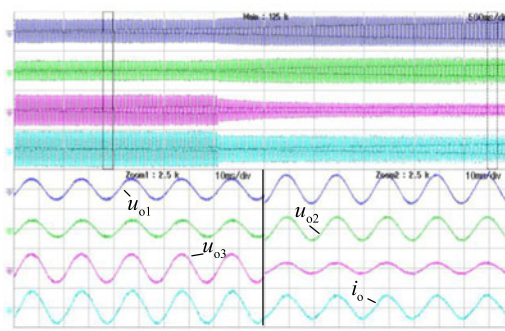 Main : 125 k
500ms/div
Zoom1 : 2.5 k
10ms/div
Zoom2 : 2.5 k
10ms/div
uo1
uo2
uo3
io